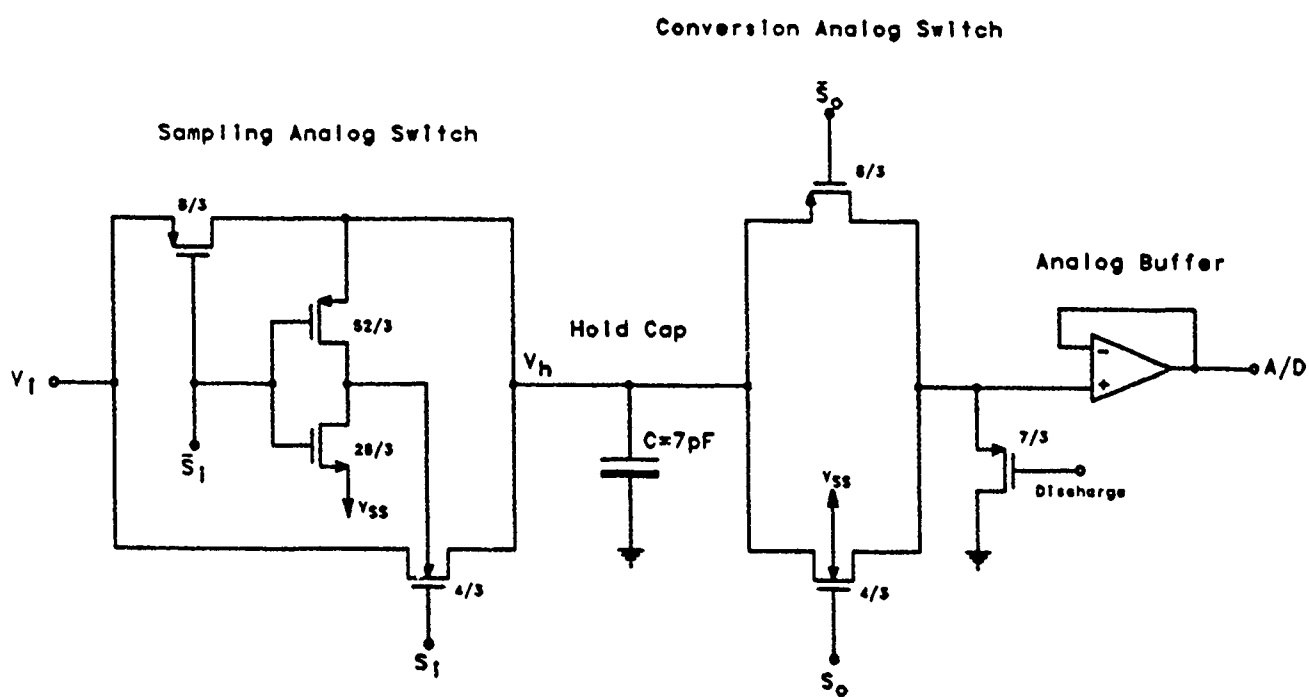 Conversion Analog Switch
S̄o
Sampling Analog Switch
8/3
8/3
Analog Buffer
52/3
Hold Cap
Vi
Vh
-
+
A/D
28/3
C=7pF
7/3
S̄i
VSS
VSS
Discharge
4/3
4/3
Si
So